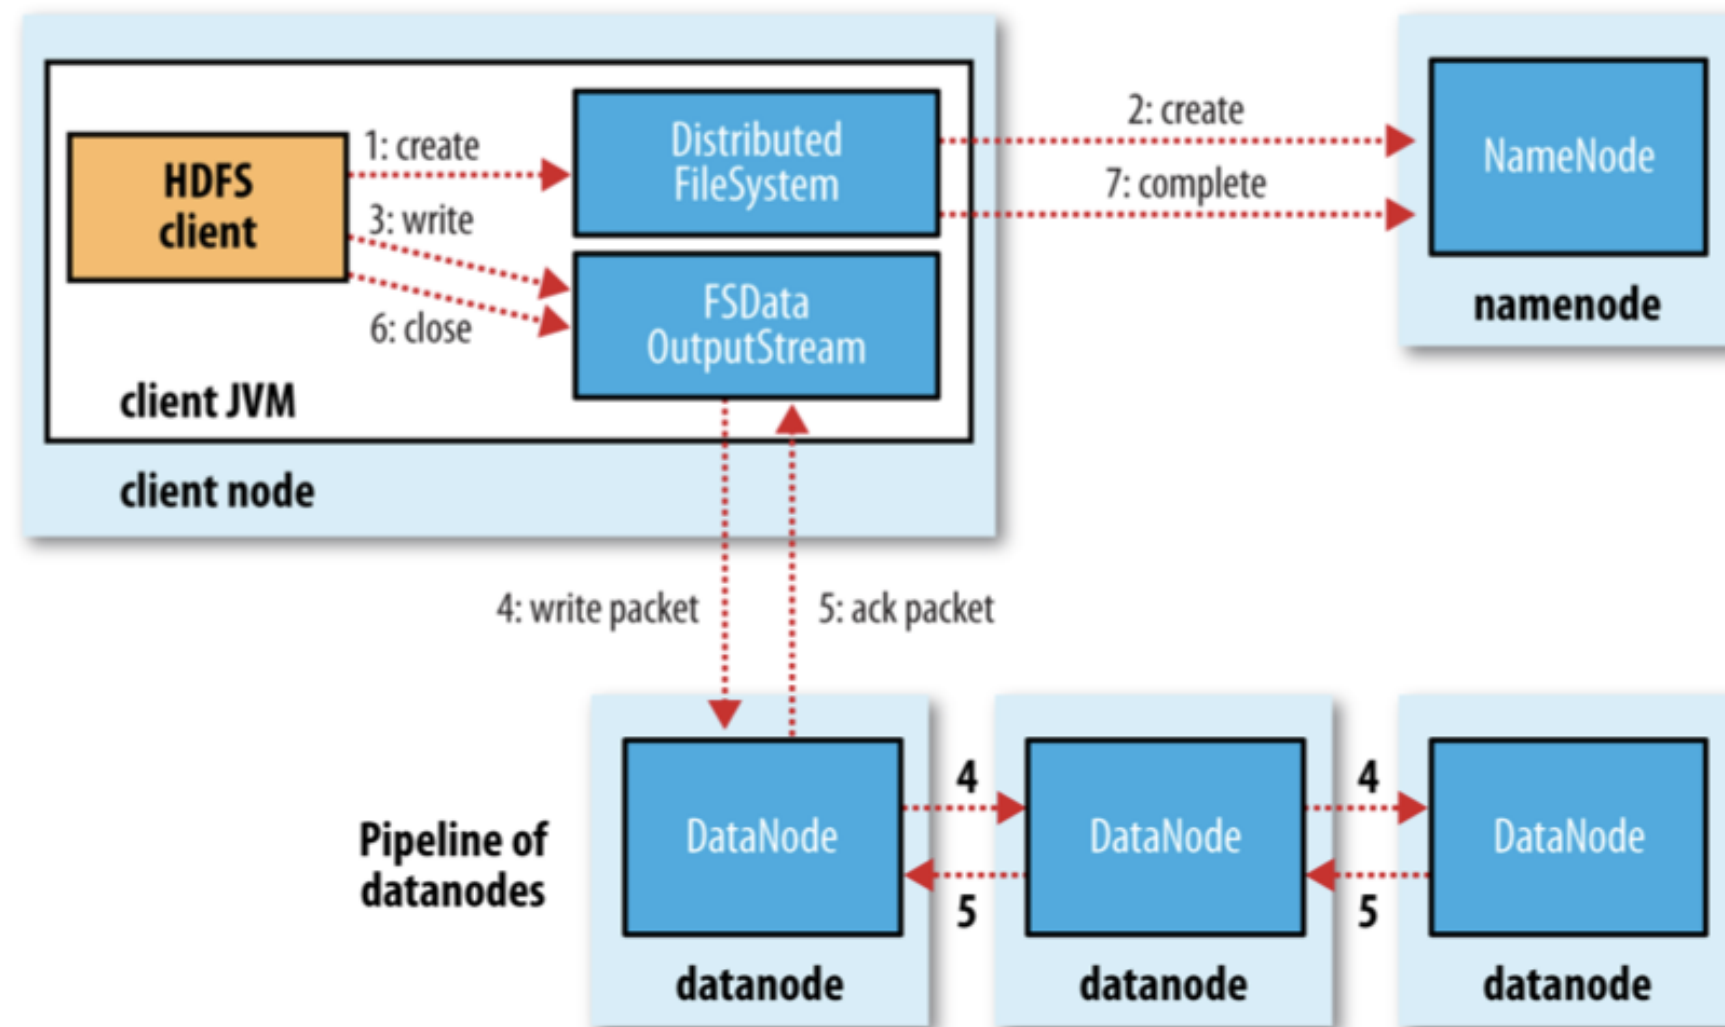 HDFS
client
1: create
3: write
6: close
Distributed
FileSystem
FSData
OutputStream
client JVM
client node
2: create
7: complete
NameNode
namenode
4: write packet
5: ack packet
Pipeline of
datanodes
DataNode
datanode
4
5
DataNode
datanode
4
5
DataNode
datanode